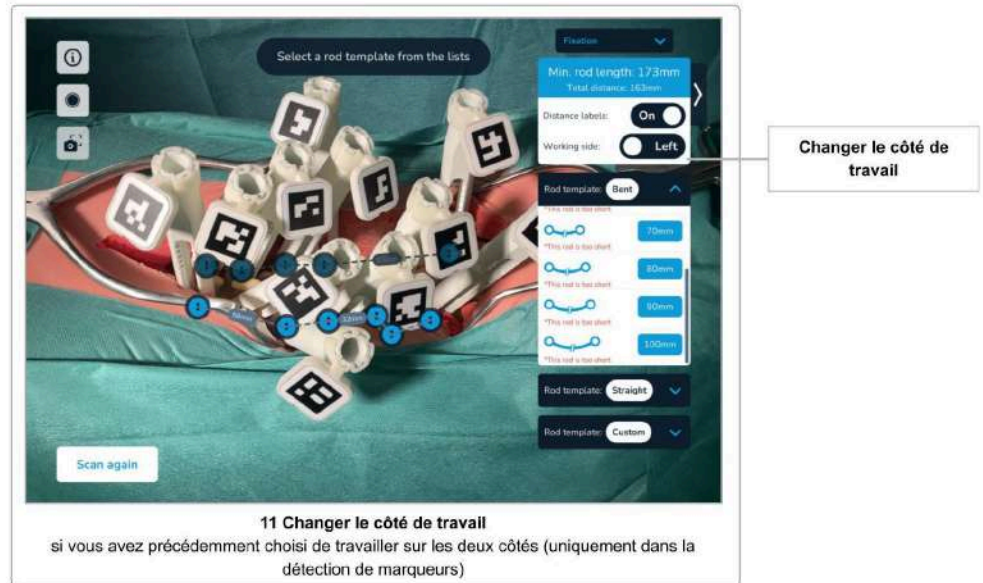 Select a rod template from the lists
Fixation
Min. rod length: 173mm
Total distance: 163mm
Distance labels: On
Working side: Left
Rod template: Bent
*This rod is too short
70mm
*This rod is too short
80mm
*This rod is too short
90mm
*This rod is too short
100mm
*This rod is too short
Rod template: Straight
Rod template: Custom
Scan again
Changer le côté de
travail
11 Changer le côté de travail
si vous avez précédemment choisi de travailler sur les deux côtés (uniquement dans la
détection de marqueurs)